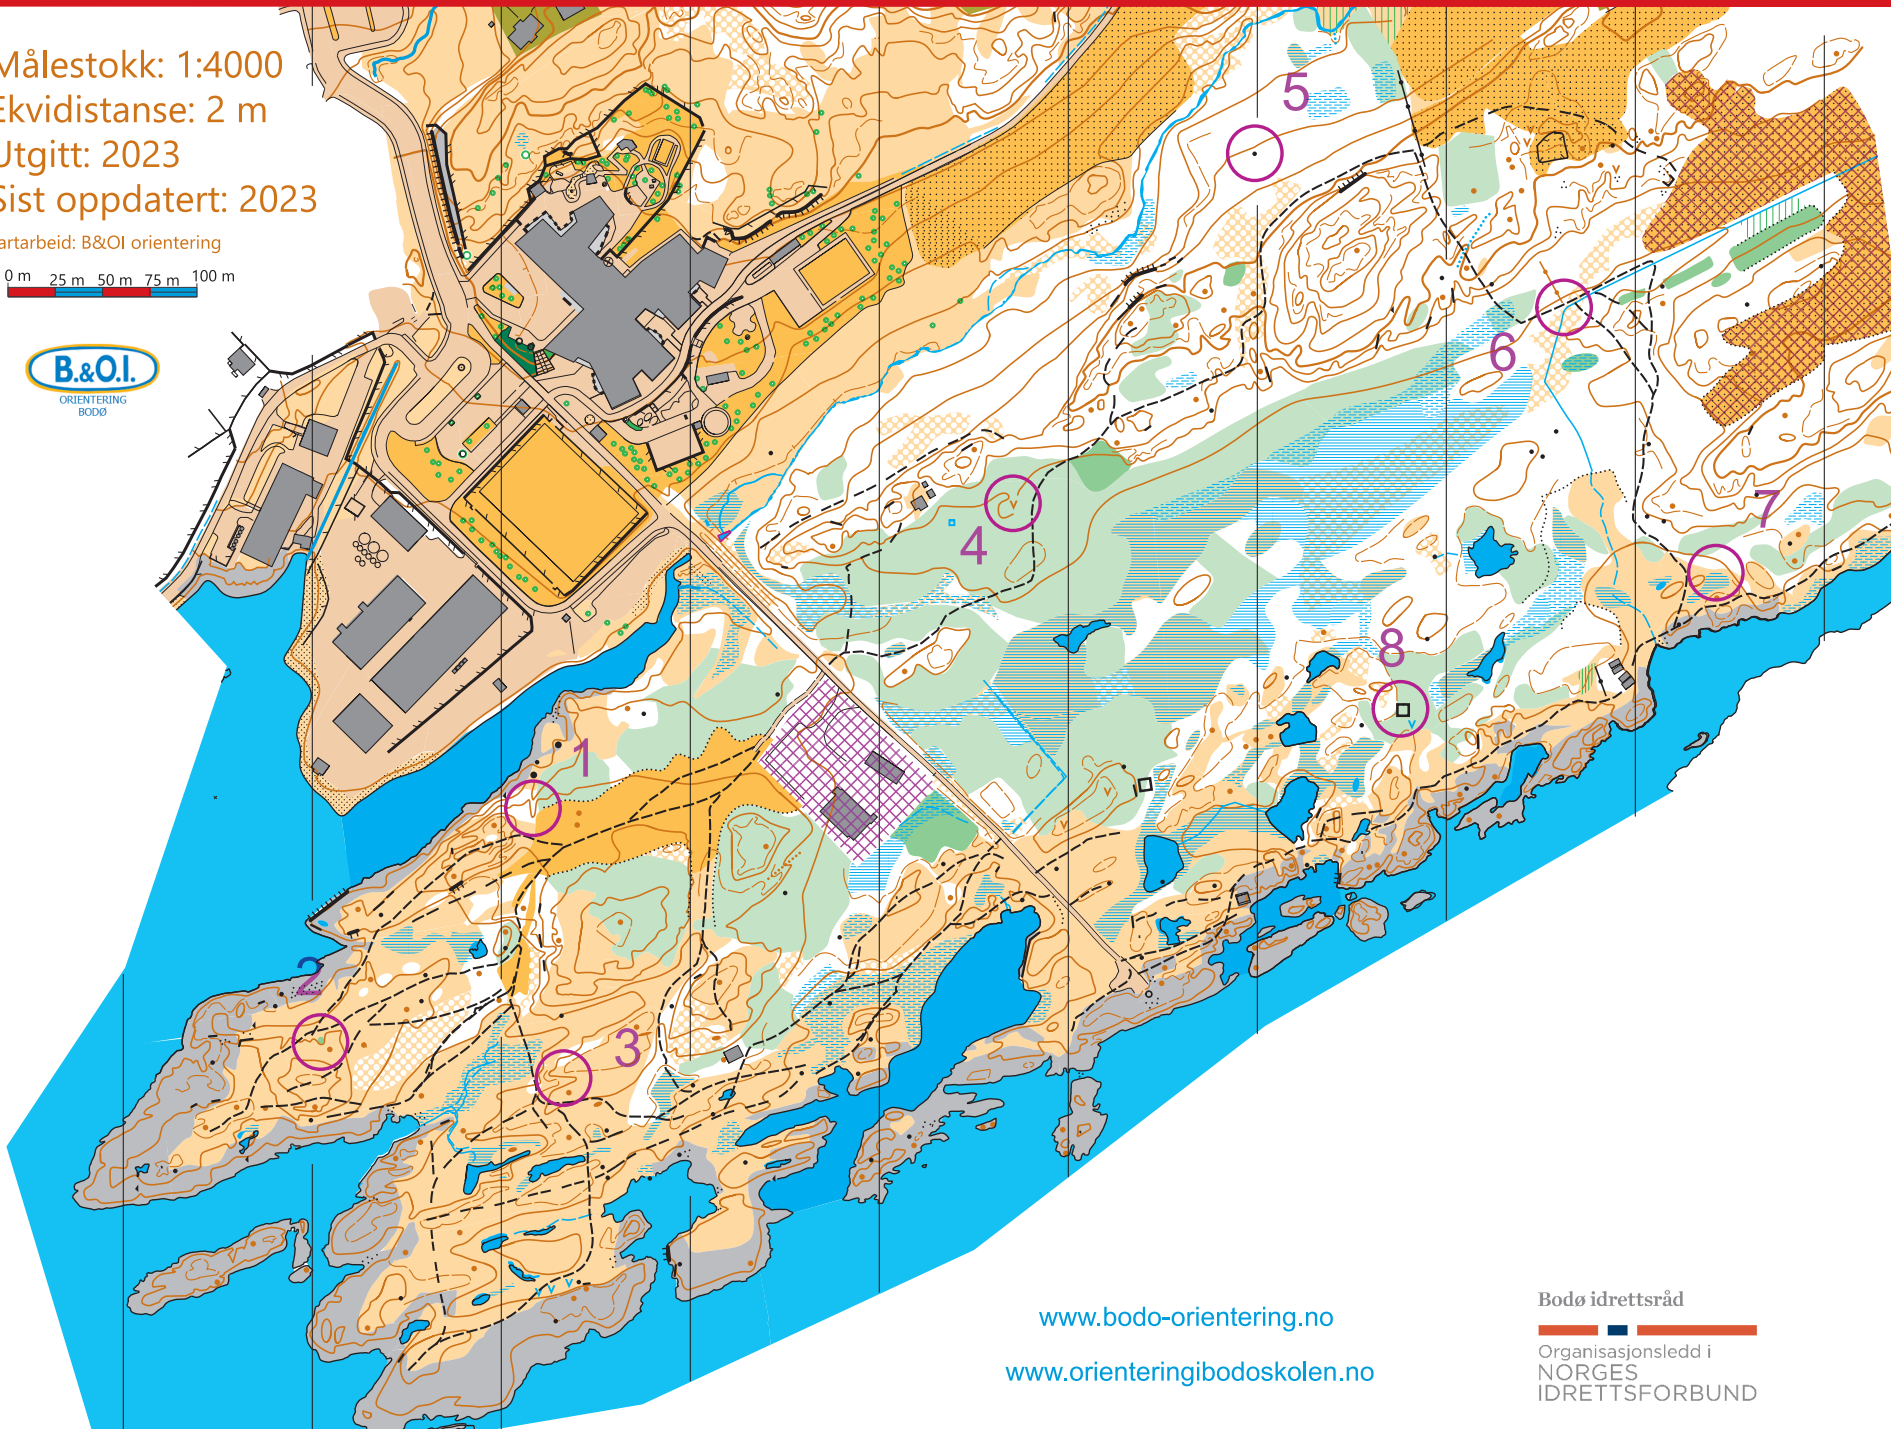 Målestokk: 1:4000
Ekvidistanse: 2 m
Utgitt: 2023
Sist oppdatert: 2023
artarbeid: B&OI orientering
0 m 25 m 50 m 75 m 100 m
B.&O.I.
ORIENTERING
BODØ
5
6
4
7
8
1
2
3
www.bodo-orientering.no
www.orienteringibodoskolen.no
Bodø idrettsråd
Organisasjonsledd i
NORGES
IDRETTSFORBUND